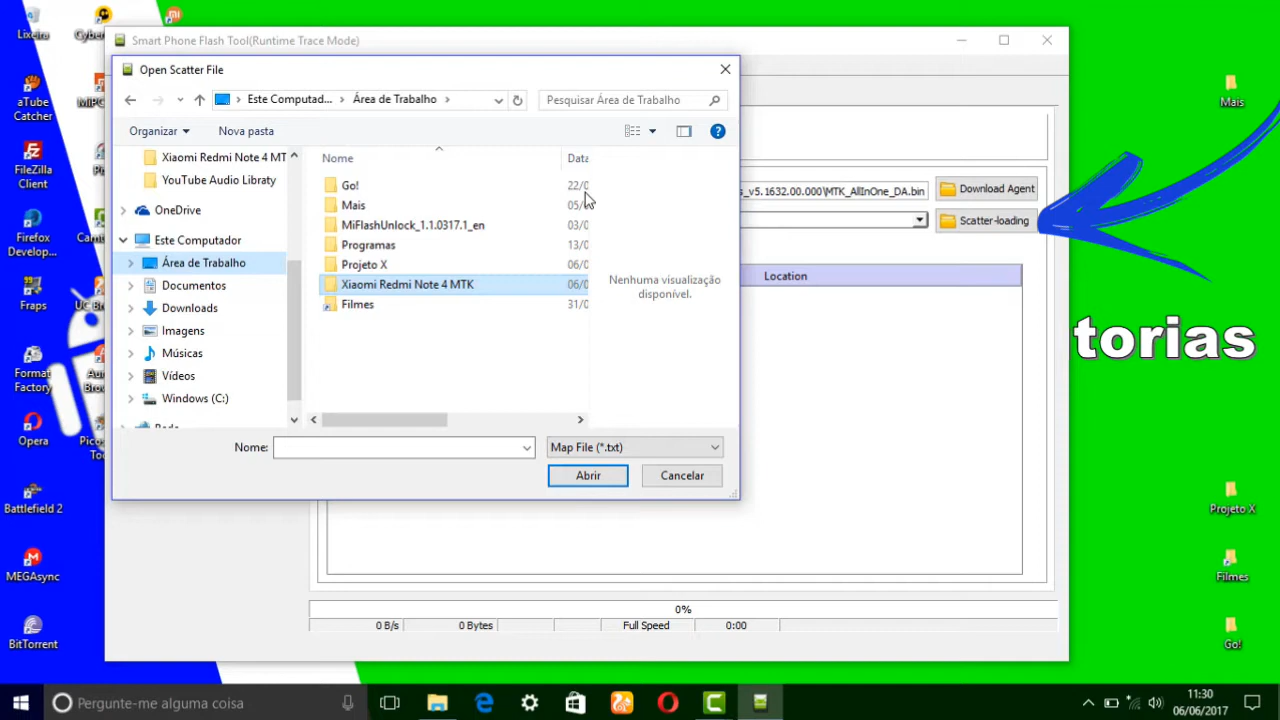 Lixeira
Cyber
aTube
Catcher
MiPC
FileZilla
Client
Firefox
Develop...
Fraps
UC B
Format
Factory
Opera
Battlefield 2
MEGAsync
BitTorrent
Smart Phone Flash Tool(Runtime Trace Mode)
Open Scatter File
Este Computad...
Área de Trabalho
Pesquisar Área de Trabalho
Organizar
Nova pasta
Xiaomi Redmi Note 4 MT
YouTube Audio Libraty
OneDrive
Este Computador
Área de Trabalho
Documentos
Downloads
Imagens
Músicas
Vídeos
Windows (C:)
Nome
Data
Go!
22/0
Mais
05/
MiFlashUnlock_1.1.0317.1_en
03/0
Programas
13/0
Projeto X
06/0
Xiaomi Redmi Note 4 MTK
06/0
Filmes
31/0
Nenhuma visualização
disponível.
Nome:
Map File (*.txt)
Abrir
Cancelar
s_v5.1632.00.000\MTK_AllInOne_DA.bin
Download Agent
Scatter-loading
Location
0%
0 B/s
0 Bytes
Full Speed
0:00
torias
Mais
Projeto X
Filmes
Go!
Pergunte-me alguma coisa
11:30
06/06/2017